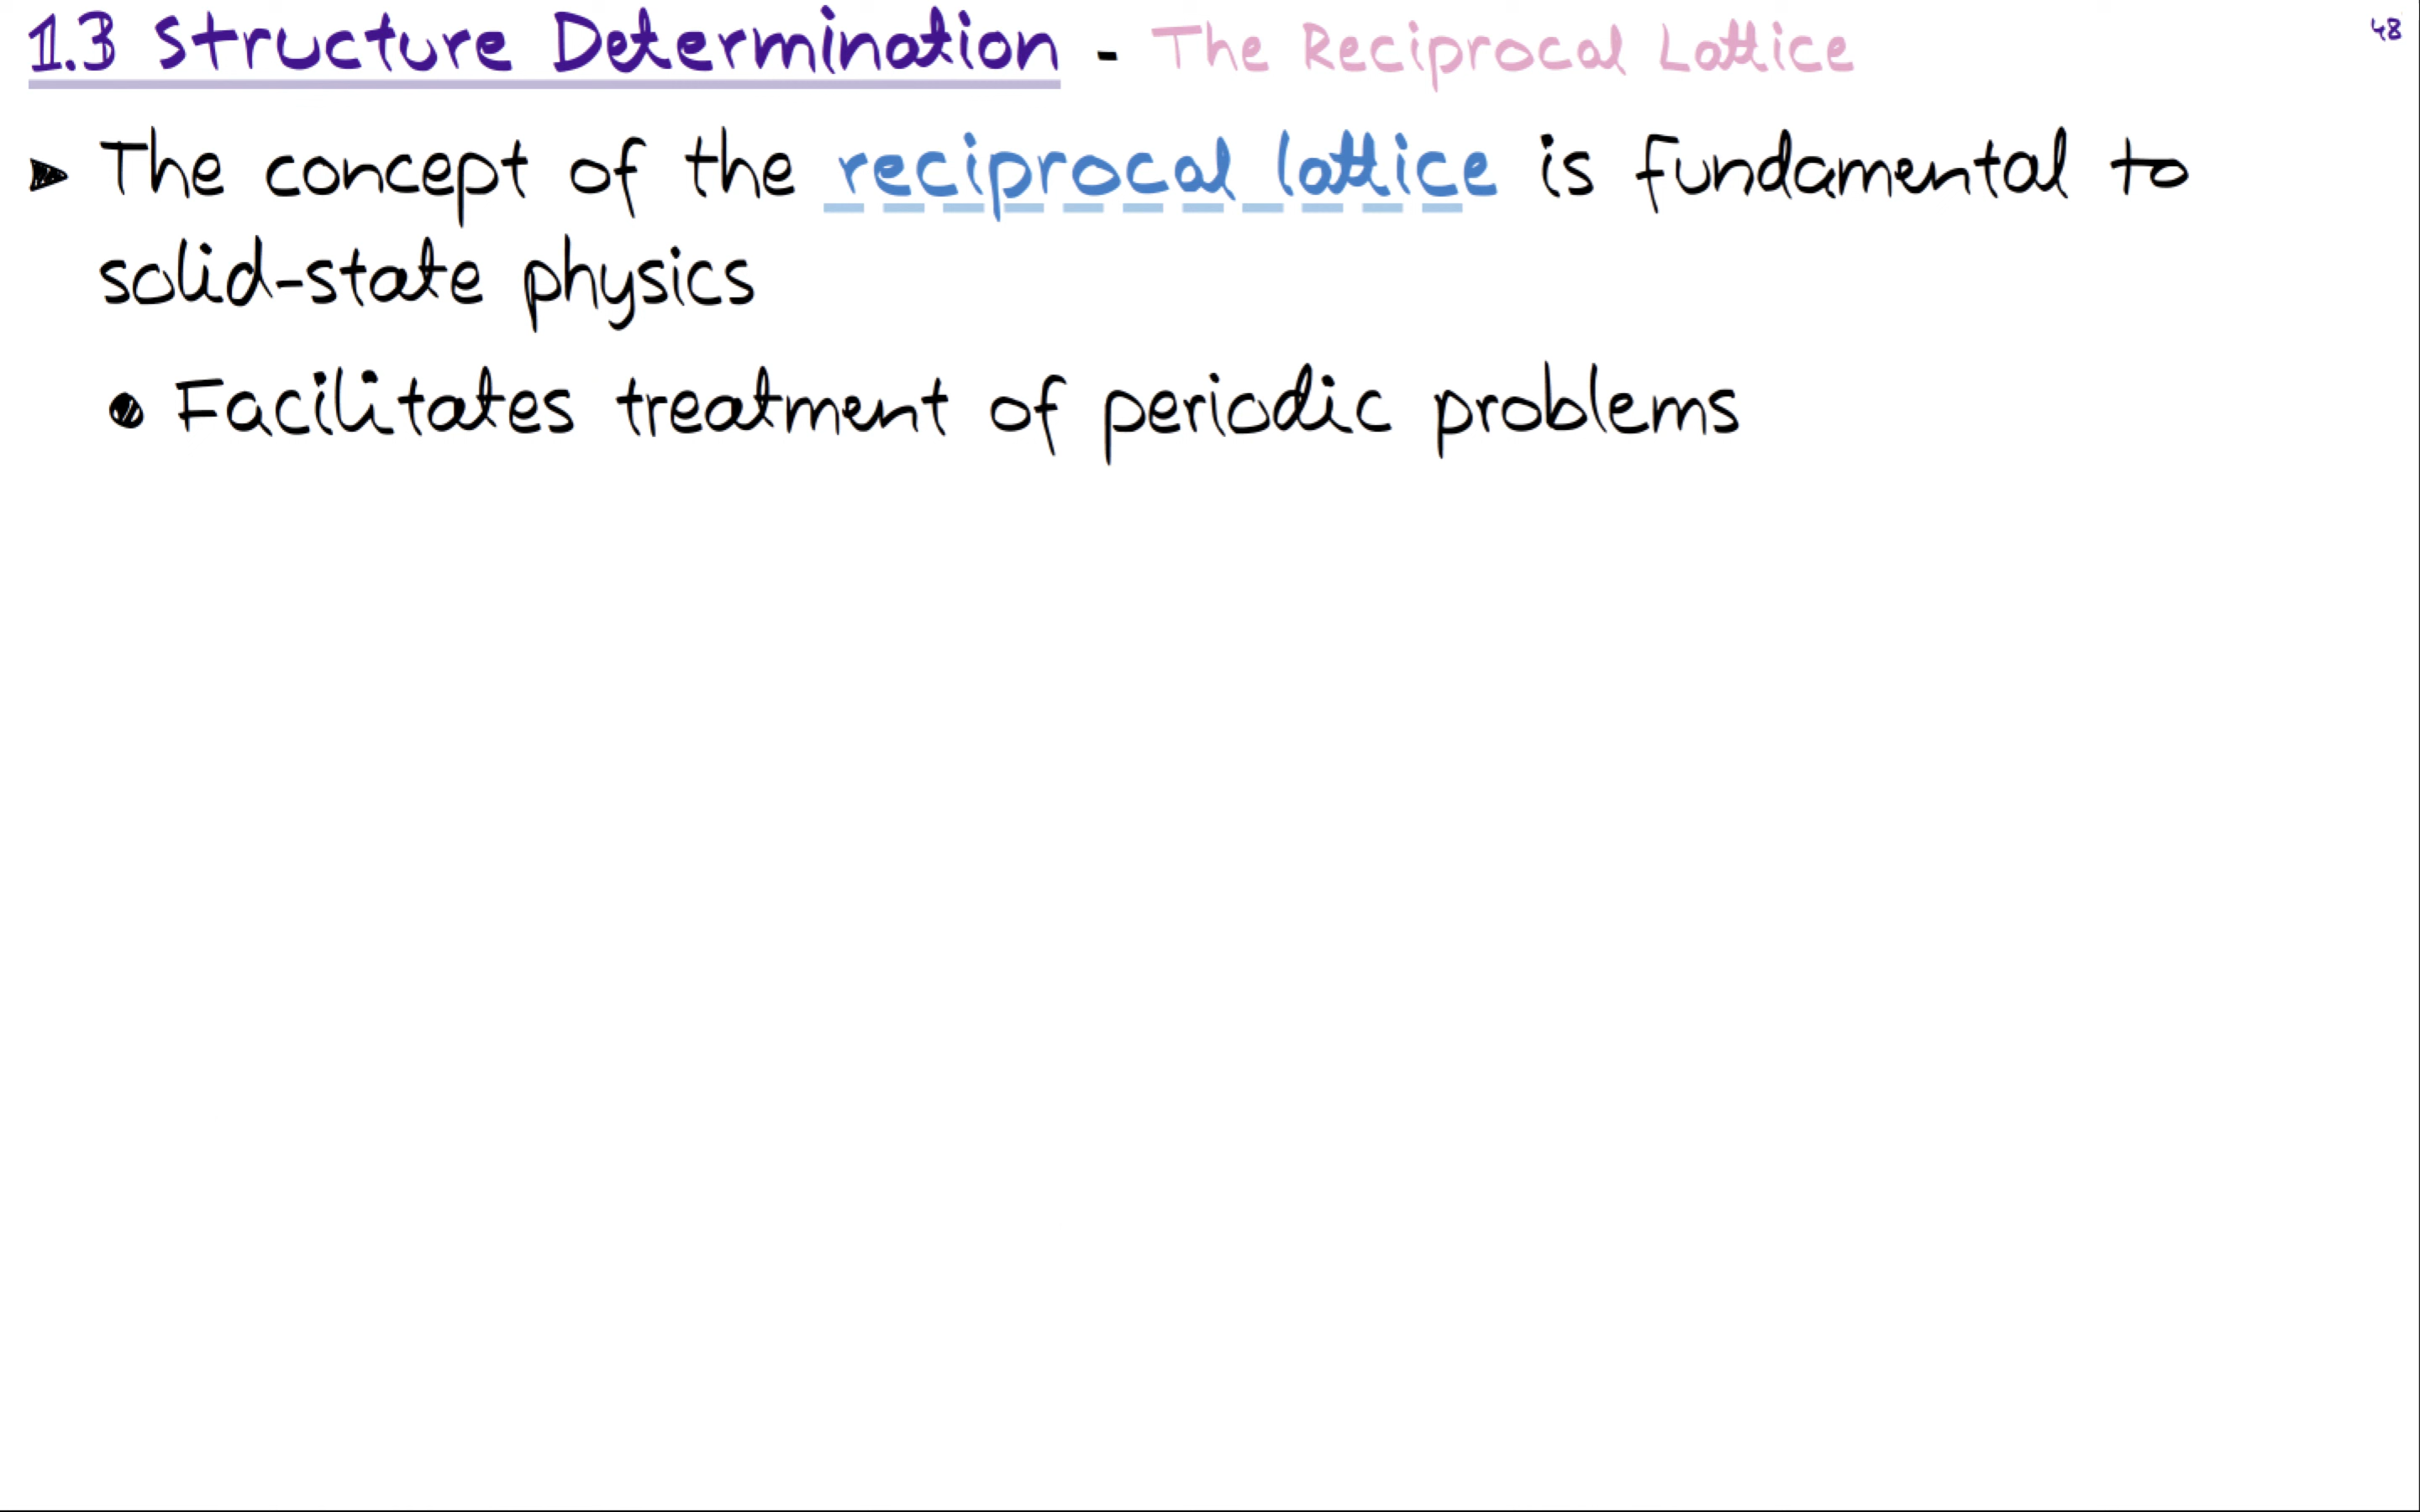 1.3 Structure Determination - The Reciprocal Lattice 48
▶ The concept of the reciprocal lattice is fundamental to
solid-state physics
• Facilitates treatment of periodic problems